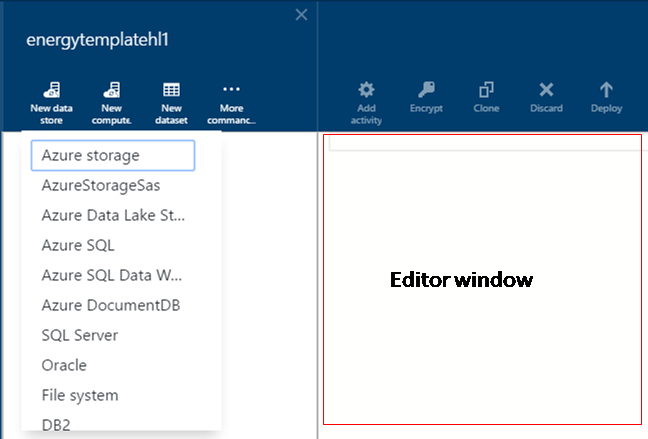 energytemplatehl1
New data
store
New
compute.
New
dataset
More
commanc...
Add
activity
Encrypt
Clone
Discard
Deploy
Azure storage
AzureStorageSas
Azure Data Lake St...
Azure SQL
Azure SQL Data W...
Azure DocumentDB
SQL Server
Oracle
File system
DB2
Editor window